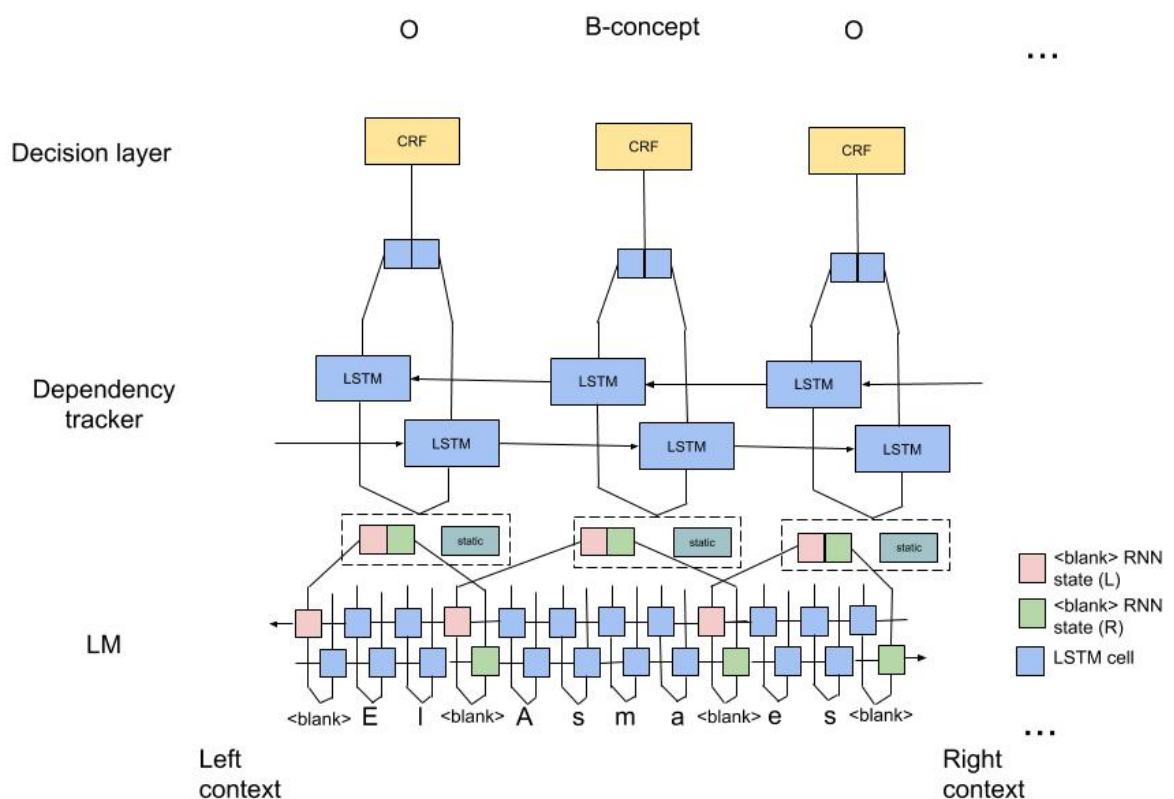 O B-concept O ...
Decision layer CRF CRF CRF
LSTM LSTM LSTM
Dependency
tracker
LSTM LSTM LSTM
static static static
<blank> RNN
state (L)
<blank> RNN
state (R)
LSTM cell
LM
<blank> E l <blank> A s m a <blank> e s <blank>
...
Left
context
Right
context